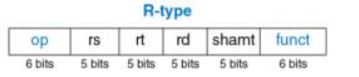 R-type
op rs rt rd shamt funct
6 bits 5 bits 5 bits 5 bits 5 bits 6 bits